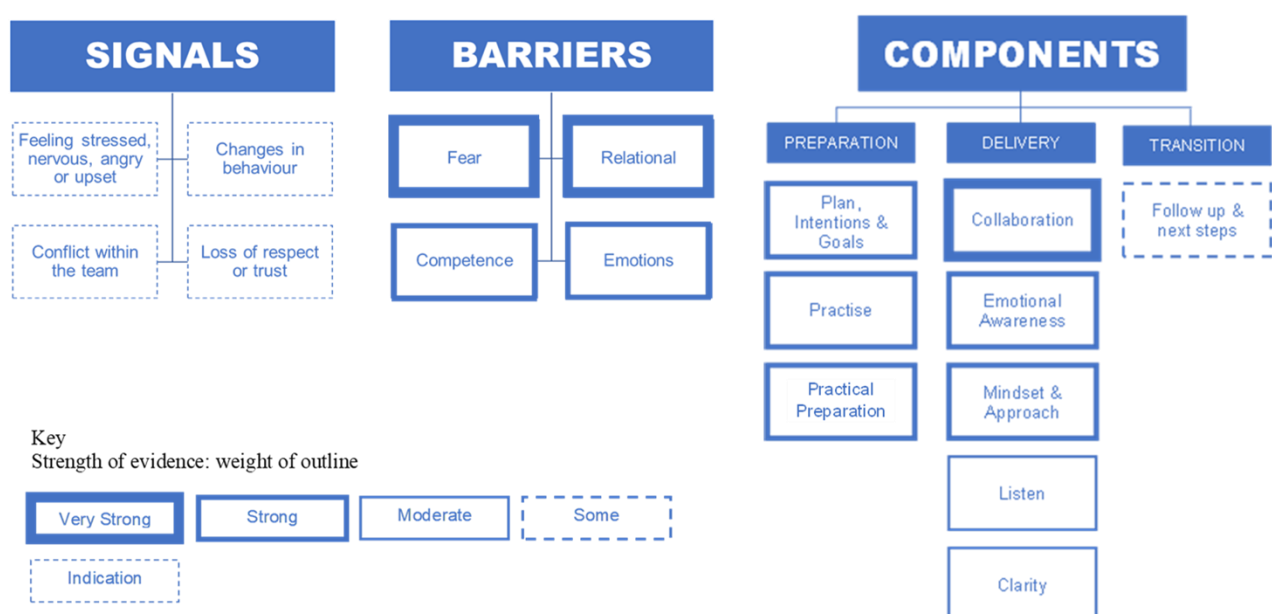 SIGNALS
Feeling stressed,
nervous, angry
or upset
Changes in
behaviour
Conflict within
the team
Loss of respect
or trust
BARRIERS
Fear
Relational
Competence
Emotions
COMPONENTS
PREPARATION
Plan,
Intentions &
Goals
Practise
Practical
Preparation
DELIVERY
Collaboration
Emotional
Awareness
Mindset &
Approach
Listen
Clarity
TRANSITION
Follow up &
next steps
Key
Strength of evidence: weight of outline
Very Strong
Strong
Moderate
Some
Indication